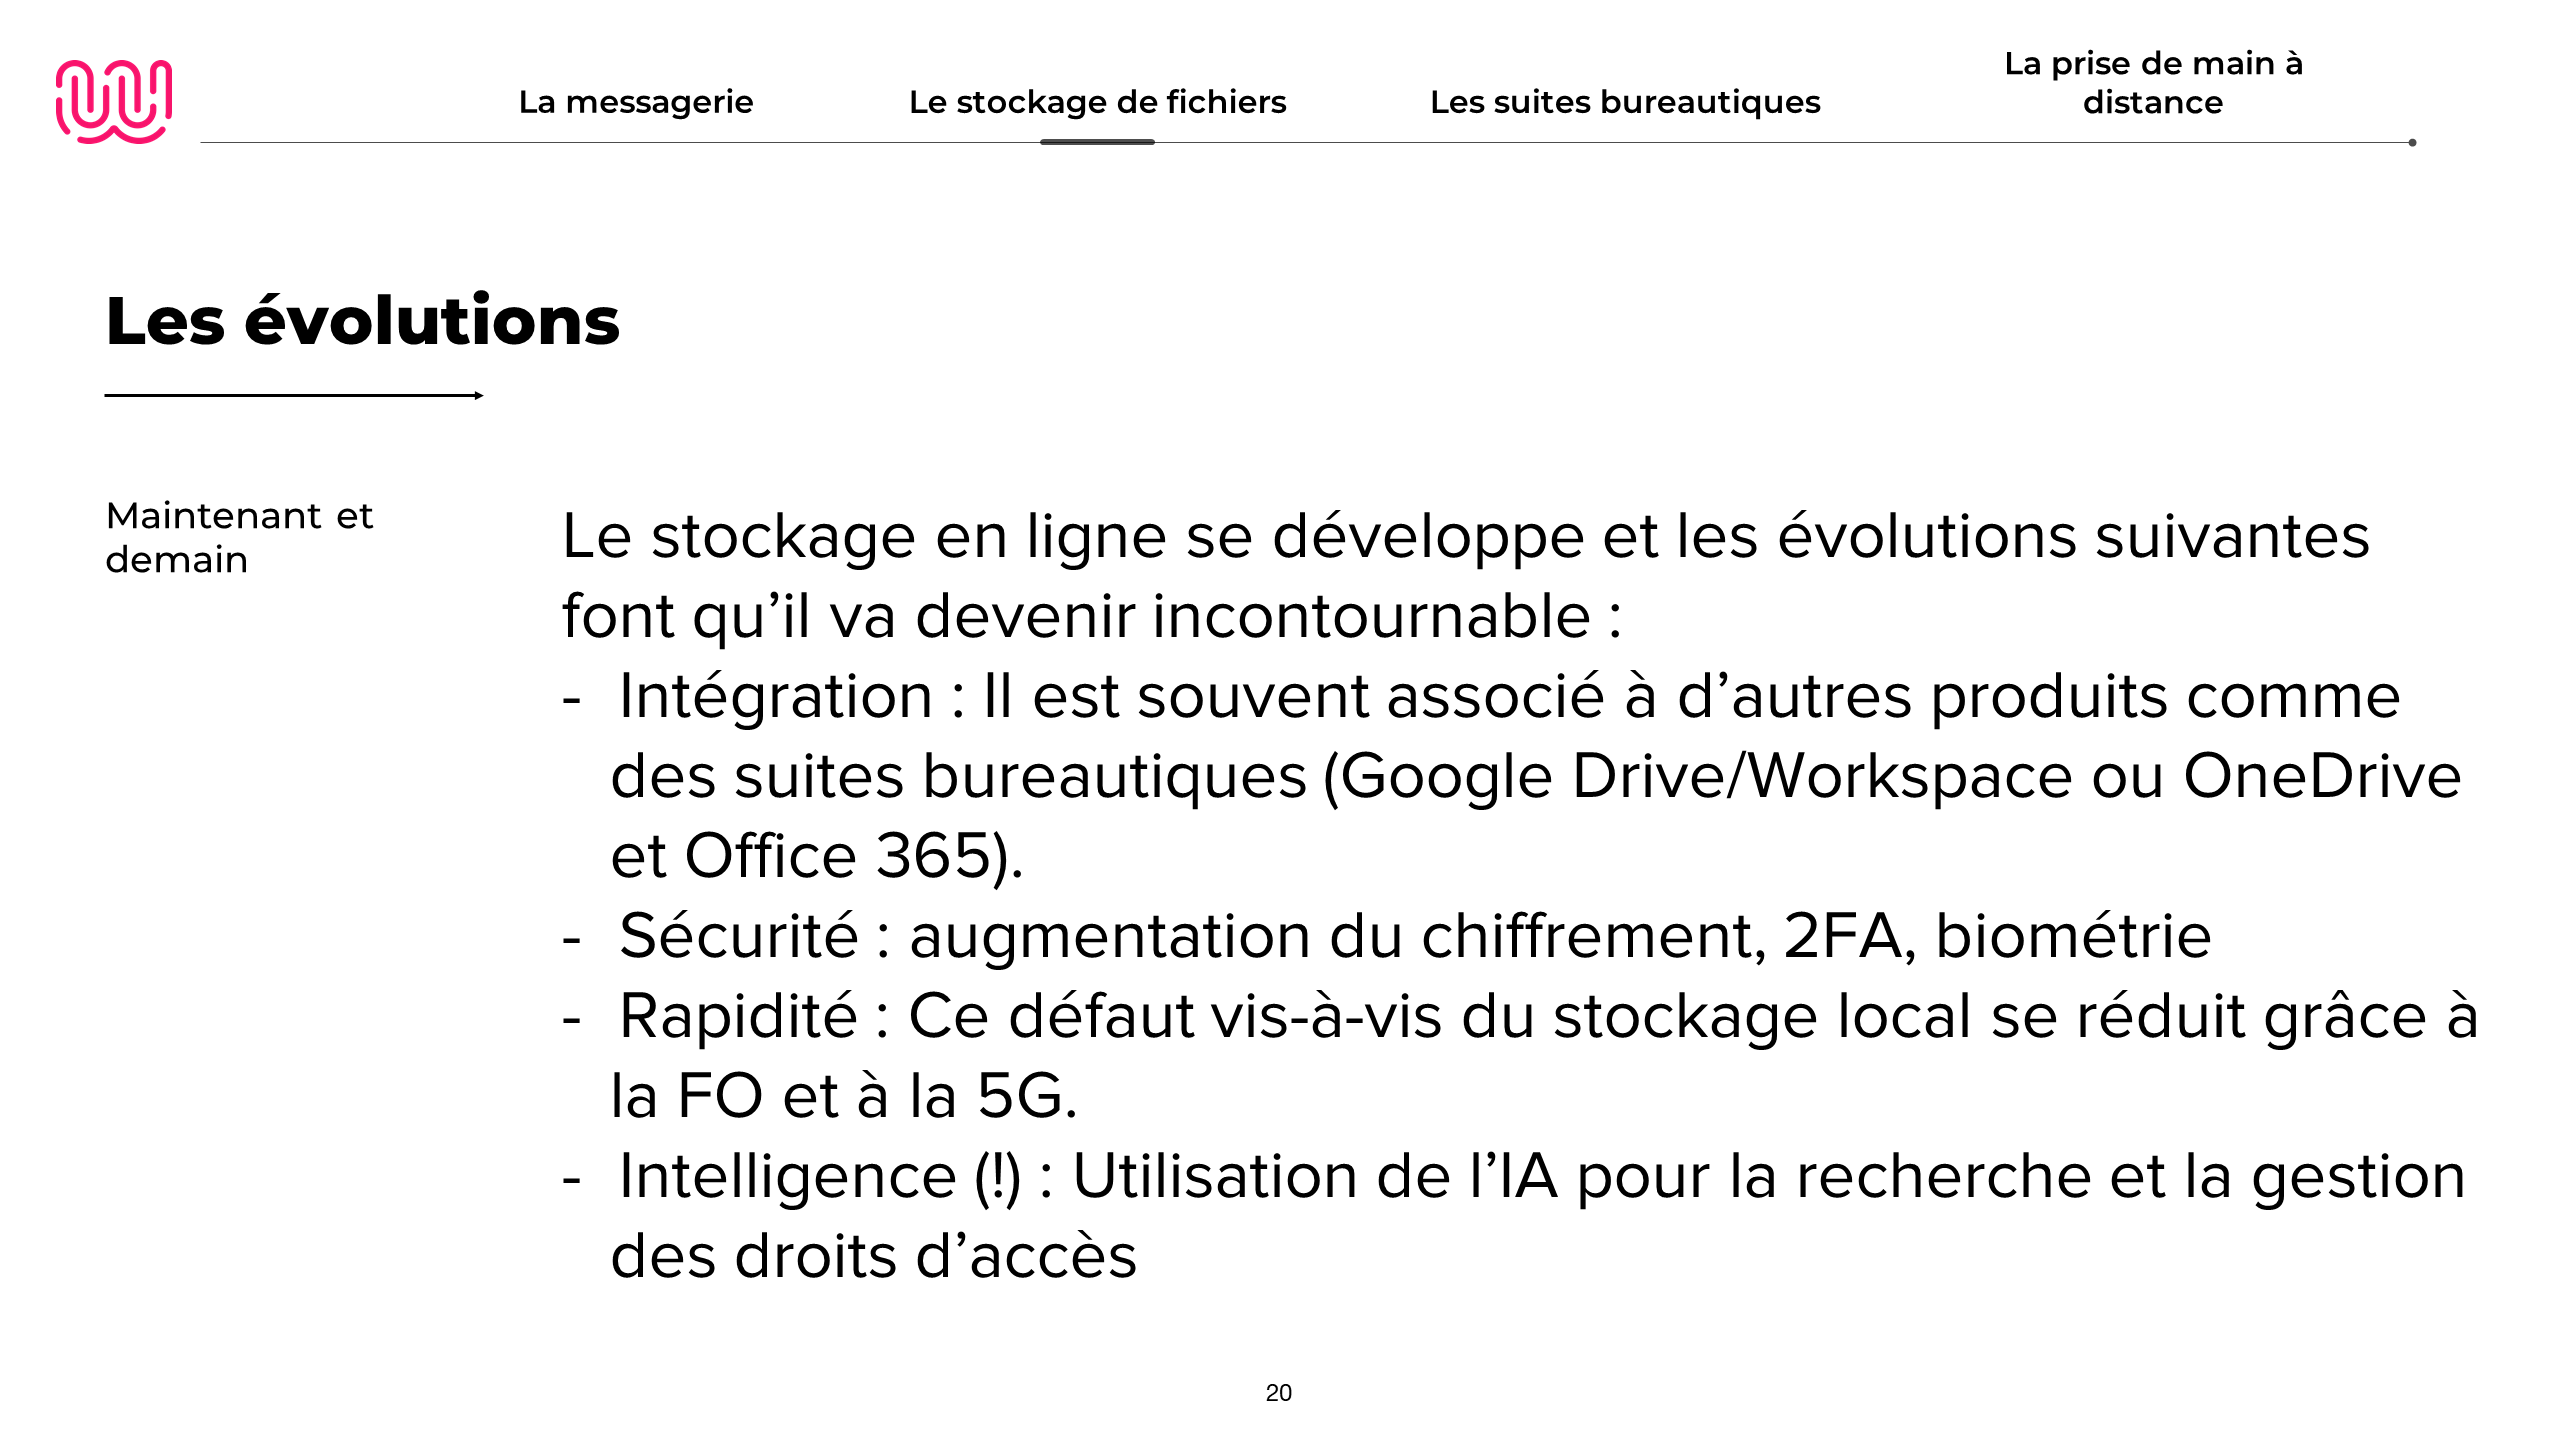 La messagerie
Le stockage de fichiers
Les suites bureautiques
La prise de main à
distance
Les évolutions
Maintenant et
demain
Le stockage en ligne se développe et les évolutions suivantes
font qu’il va devenir incontournable :
- Intégration : Il est souvent associé à d’autres produits comme
des suites bureautiques (Google Drive/Workspace ou OneDrive
et Office 365).
- Sécurité : augmentation du chiffrement, 2FA, biométrie
- Rapidité : Ce défaut vis-à-vis du stockage local se réduit grâce à
la FO et à la 5G.
- Intelligence (!) : Utilisation de l’IA pour la recherche et la gestion
des droits d’accès
20